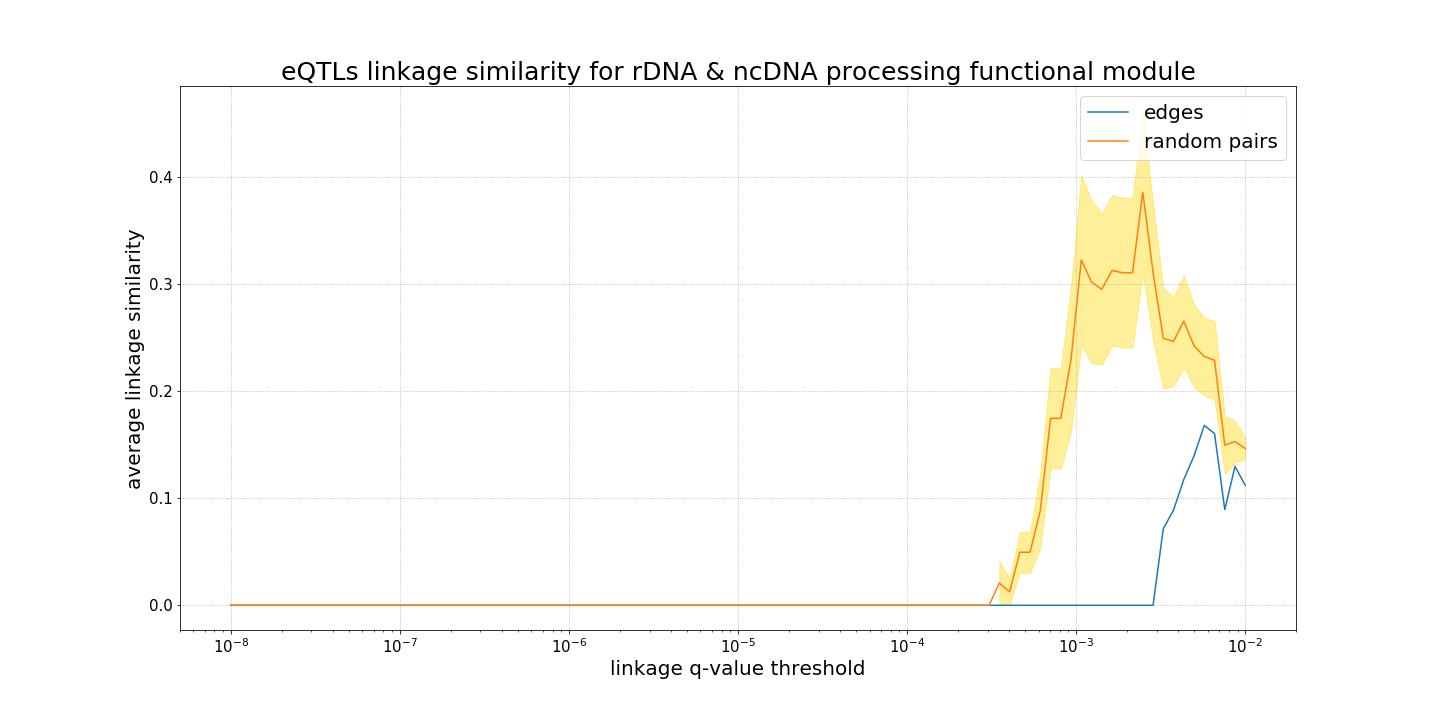 eQTLs linkage similarity for rDNA & ncDNA processing functional module
edges
random pairs
average linkage similarity
0.4
0.3
0.2
0.1
0.0
10⁻⁸ 10⁻⁷ 10⁻⁶ 10⁻⁵ 10⁻⁴ 10⁻³ 10⁻²
linkage q-value threshold